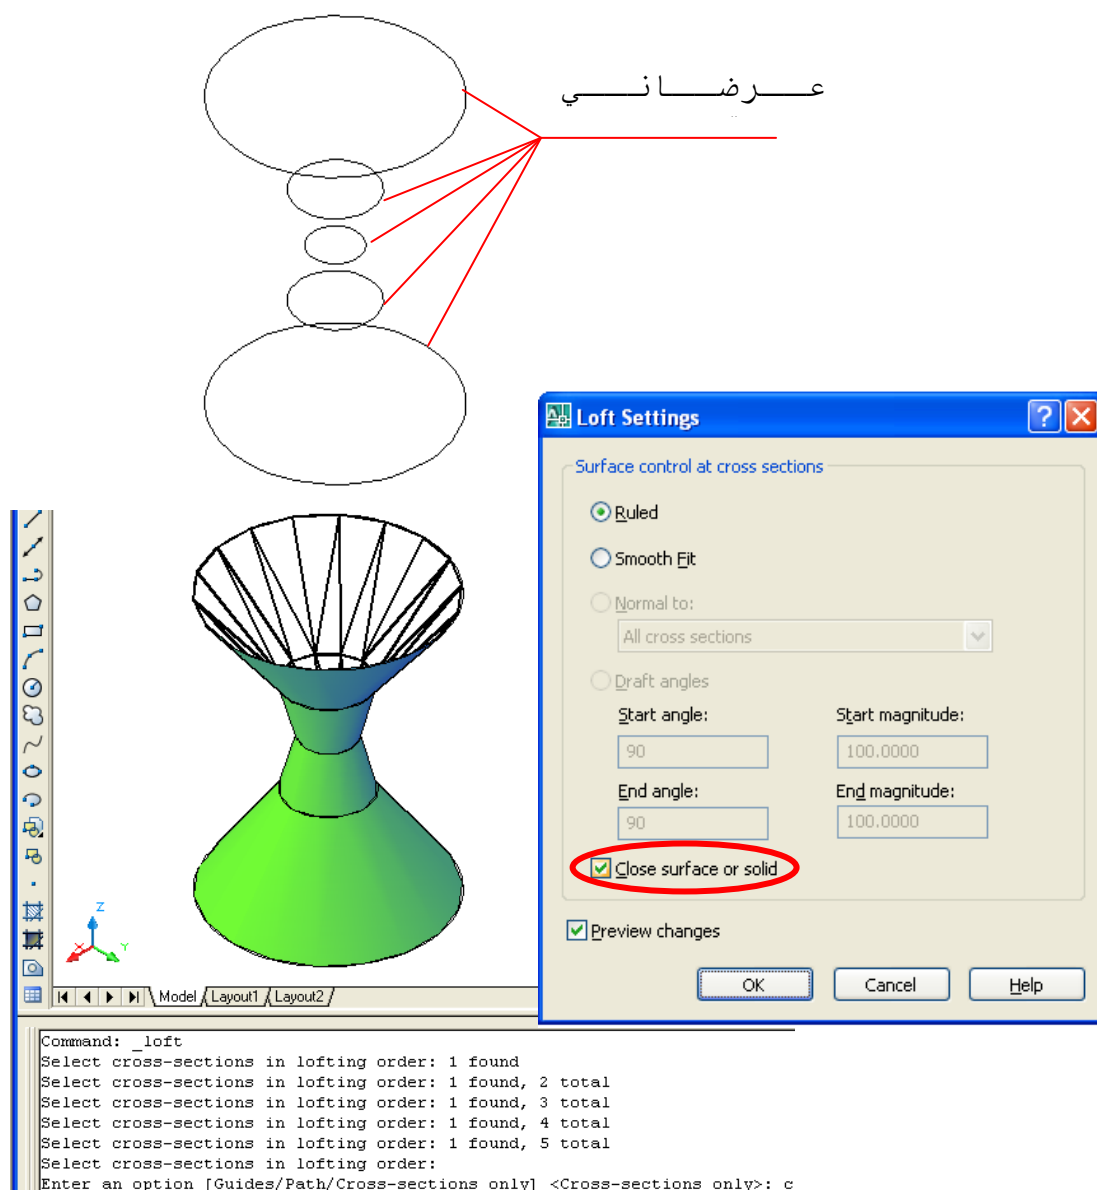 عـــرضـــانـــي
Loft Settings
Surface control at cross sections
Ruled
Smooth Fit
Normal to:
All cross sections
Draft angles
Start angle:
Start magnitude:
90
100.0000
End angle:
End magnitude:
90
100.0000
Close surface or solid
Preview changes
OK
Cancel
Help
Z
X
Y
Model
Layout1
Layout2
Command: _loft
Select cross-sections in lofting order: 1 found
Select cross-sections in lofting order: 1 found, 2 total
Select cross-sections in lofting order: 1 found, 3 total
Select cross-sections in lofting order: 1 found, 4 total
Select cross-sections in lofting order: 1 found, 5 total
Select cross-sections in lofting order:
Enter an option [Guides/Path/Cross-sections only] <Cross-sections only>: c